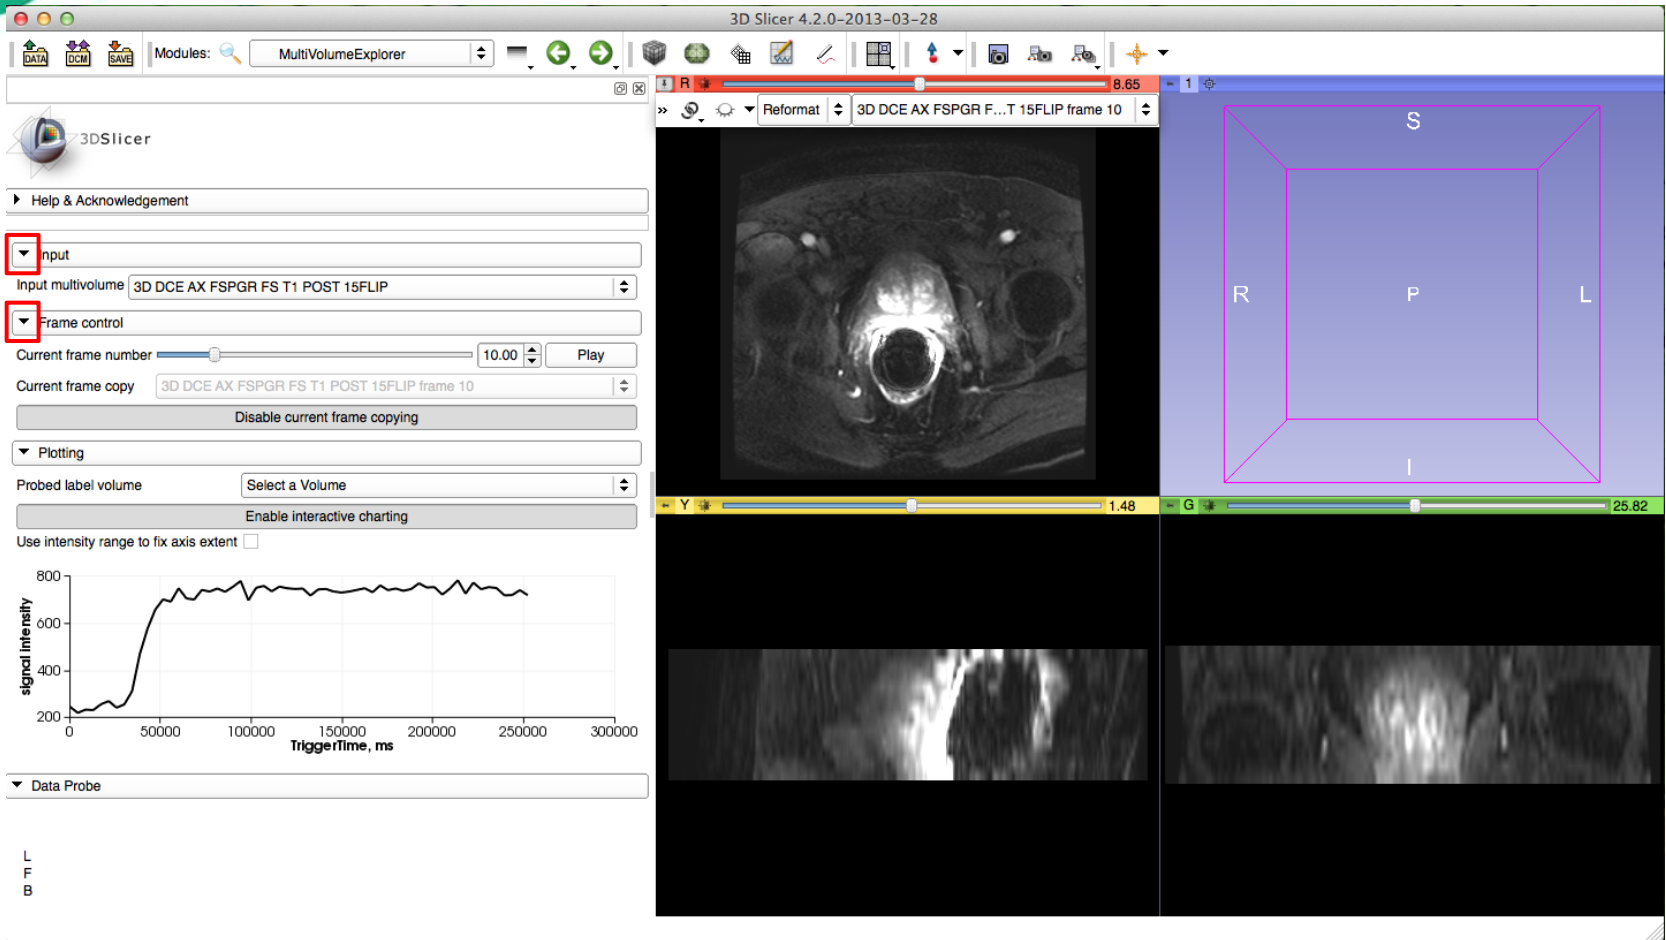 3D Slicer 4.2.0-2013-03-28
DATA DCM SAVE Modules: MultiVolumeExplorer
3DSlicer
Help & Acknowledgement
Input
Input multivolume 3D DCE AX FSPGR FS T1 POST 15FLIP
Frame control
Current frame number 10.00 Play
Current frame copy 3D DCE AX FSPGR FS T1 POST 15FLIP frame 10
Disable current frame copying
Plotting
Probed label volume Select a Volume
Enable interactive charting
Use intensity range to fix axis extent
signal intensity
800
600
400
200
0 50000 100000 150000 200000 250000 300000
TriggerTime, ms
Data Probe
L
F
B
R 8.65
» Reformat 3D DCE AX FSPGR F...T 15FLIP frame 10
1
S
R P L
I
Y 1.48
G 25.82